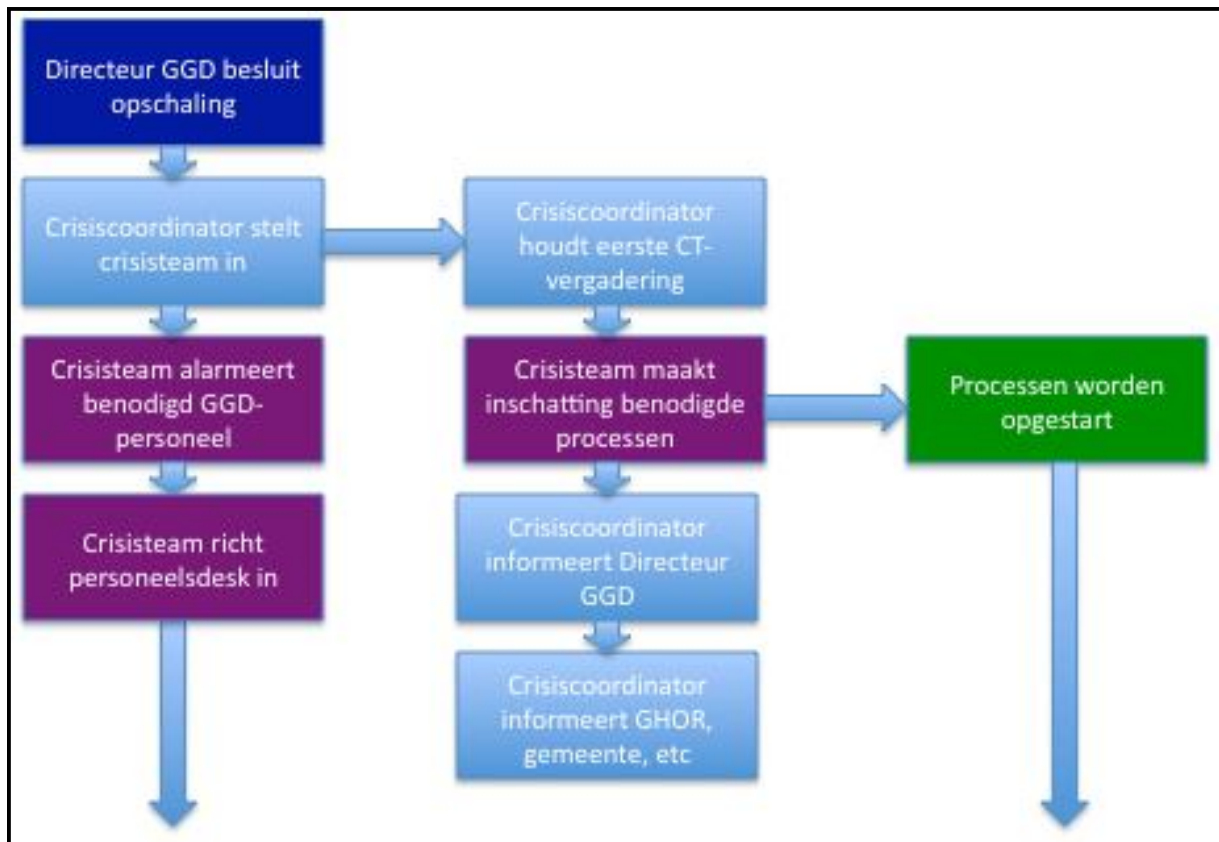 Directeur GGD besluit
opschaling
Crisiscoordinator stelt
crisisteam in
Crisisteam alarmeert
benodigd GGD-
personeel
Crisisteam richt
personeelsdesk in
Crisiscoordinator
houdt eerste CT-
vergadering
Crisisteam maakt
inschatting benodigde
processen
Crisiscoordinator
informeert Directeur
GGD
Crisiscoordinator
informeert GHOR,
gemeente, etc
Processen worden
opgestart